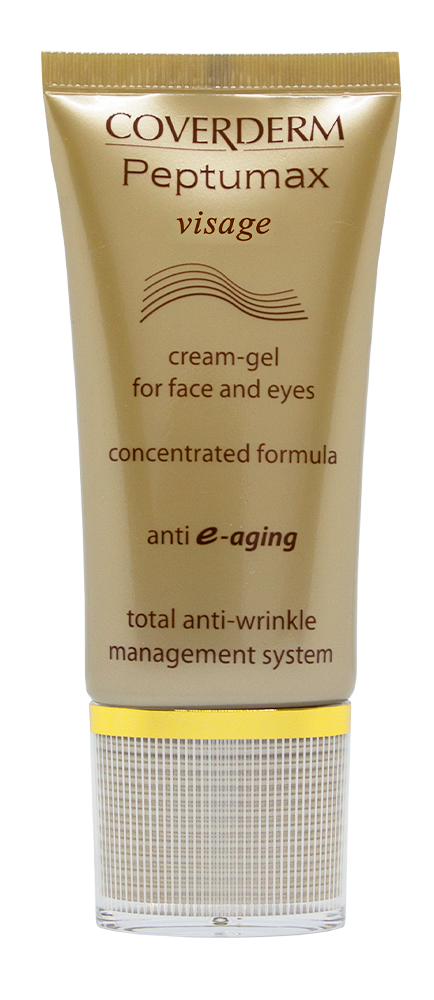 COVERDERM
Peptumax
visage
cream-gel
for face and eyes
concentrated formula
anti e-aging
total anti-wrinkle
management system